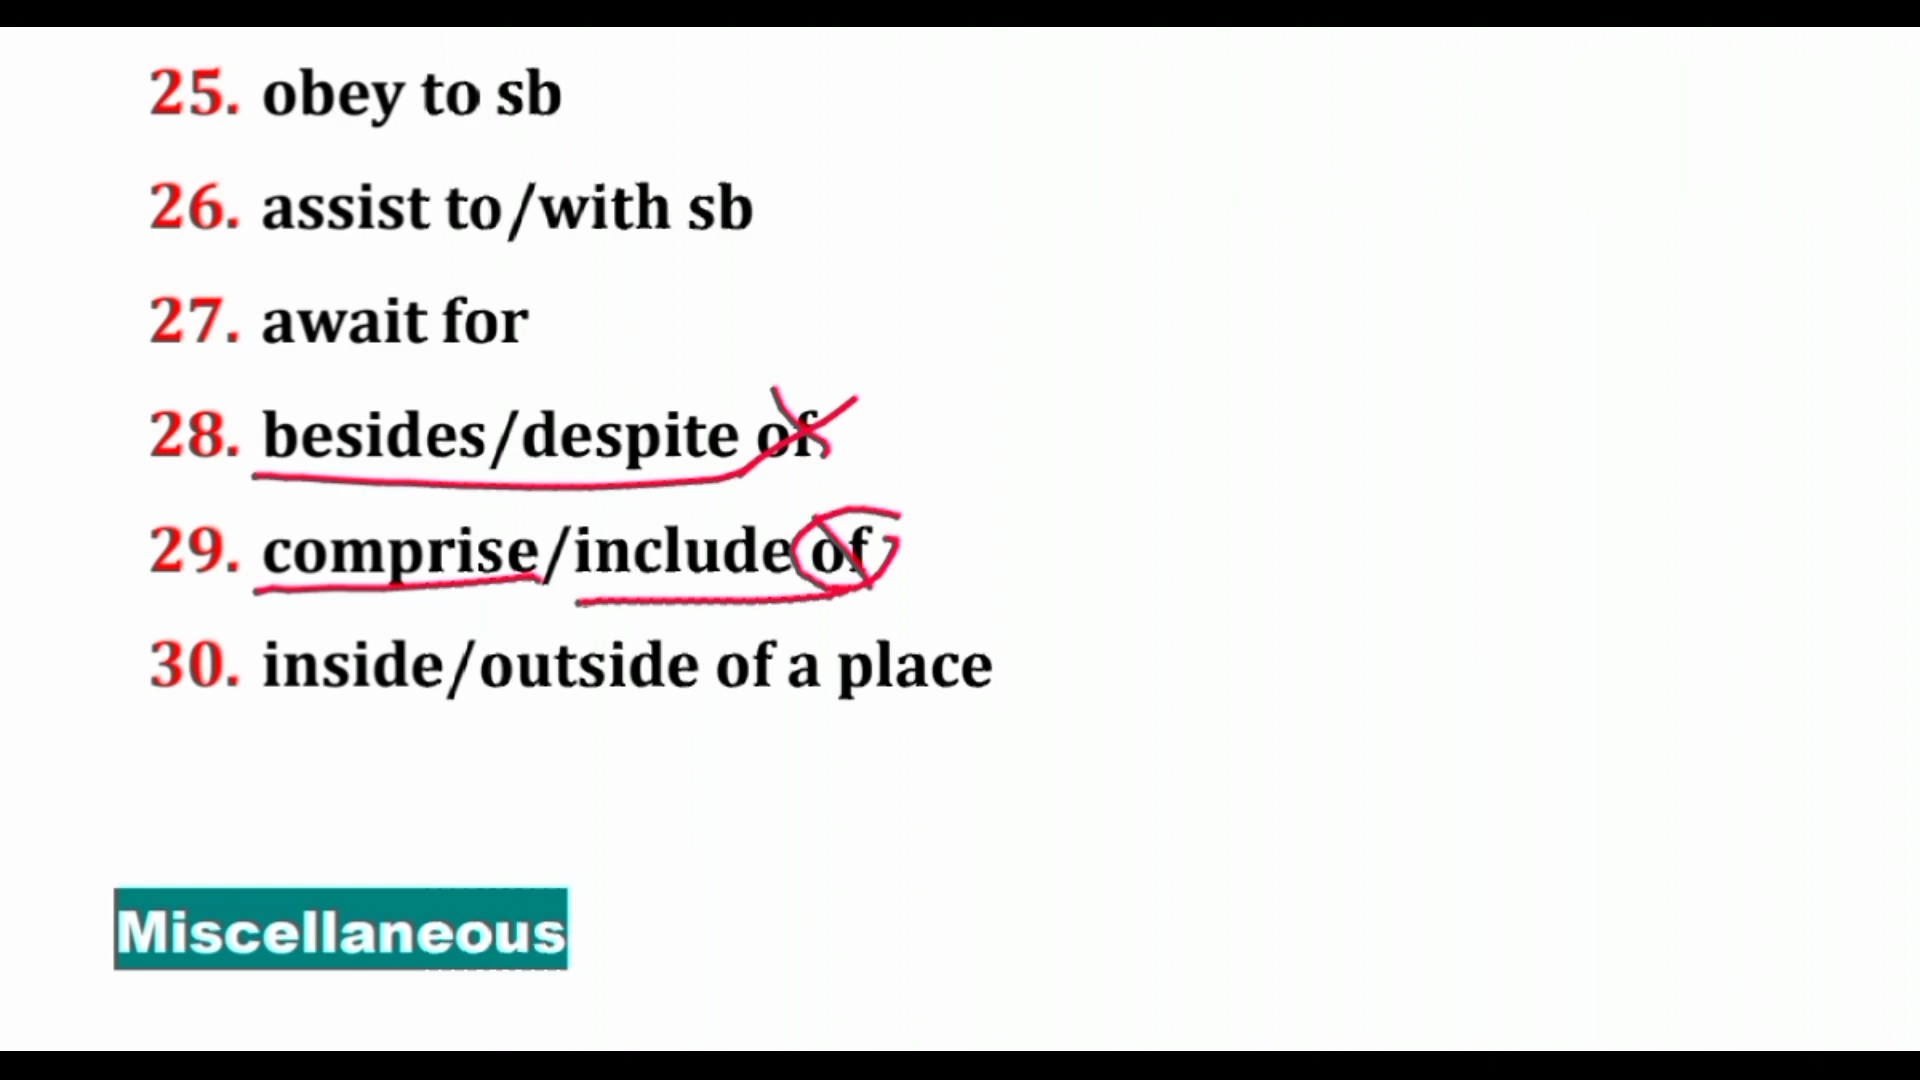 25. obey to sb
26. assist to/with sb
27. await for
28. besides/despite of
29. comprise/include of
30. inside/outside of a place
Miscellaneous